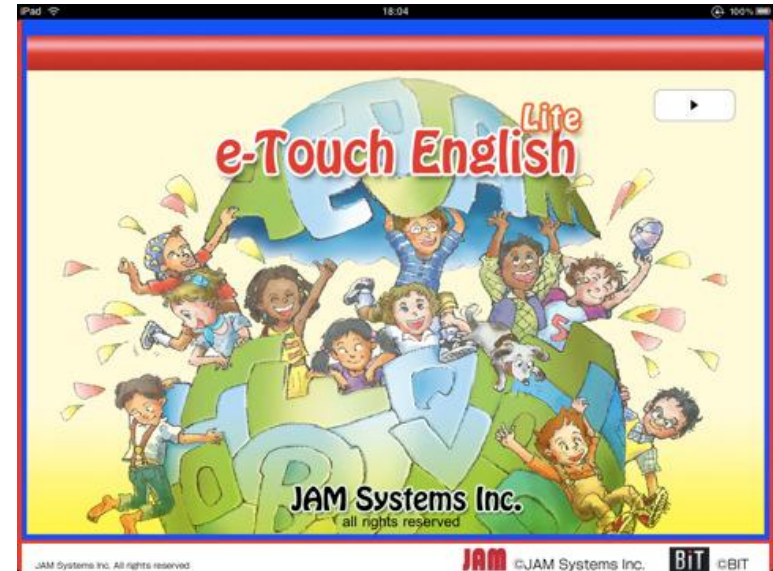 iPad 18:04 100%
Lite
e-Touch English
S
JAM Systems Inc.
all rights reserved
JAM Systems Inc. All rights reserved JAM ©JAM Systems Inc. BiT ©BIT